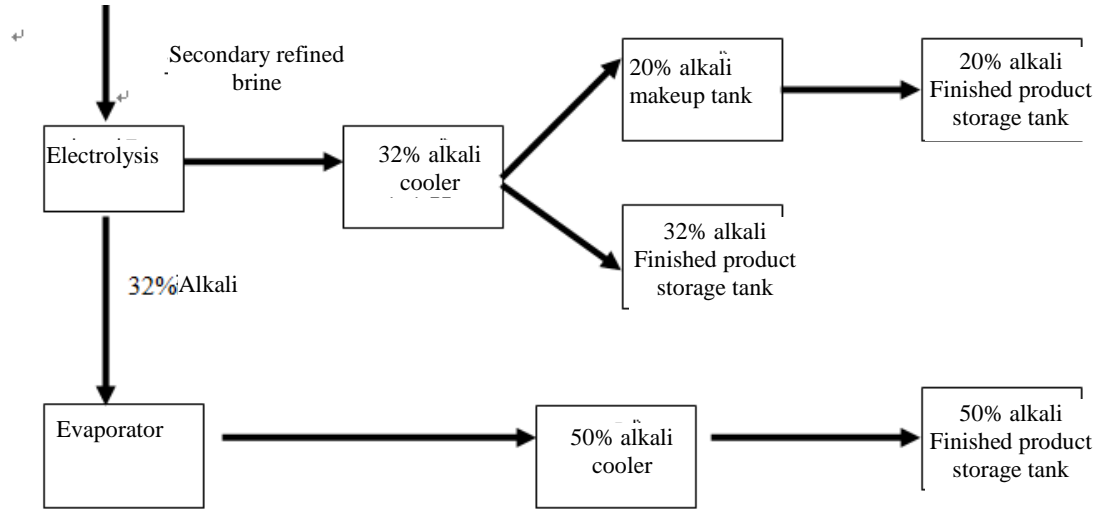 Secondary refined
brine
20% alkali
makeup tank
20% alkali
Finished product
storage tank
Electrolysis
32% alkali
cooler
32% alkali
Finished product
storage tank
32% Alkali
Evaporator
50% alkali
cooler
50% alkali
Finished product
storage tank